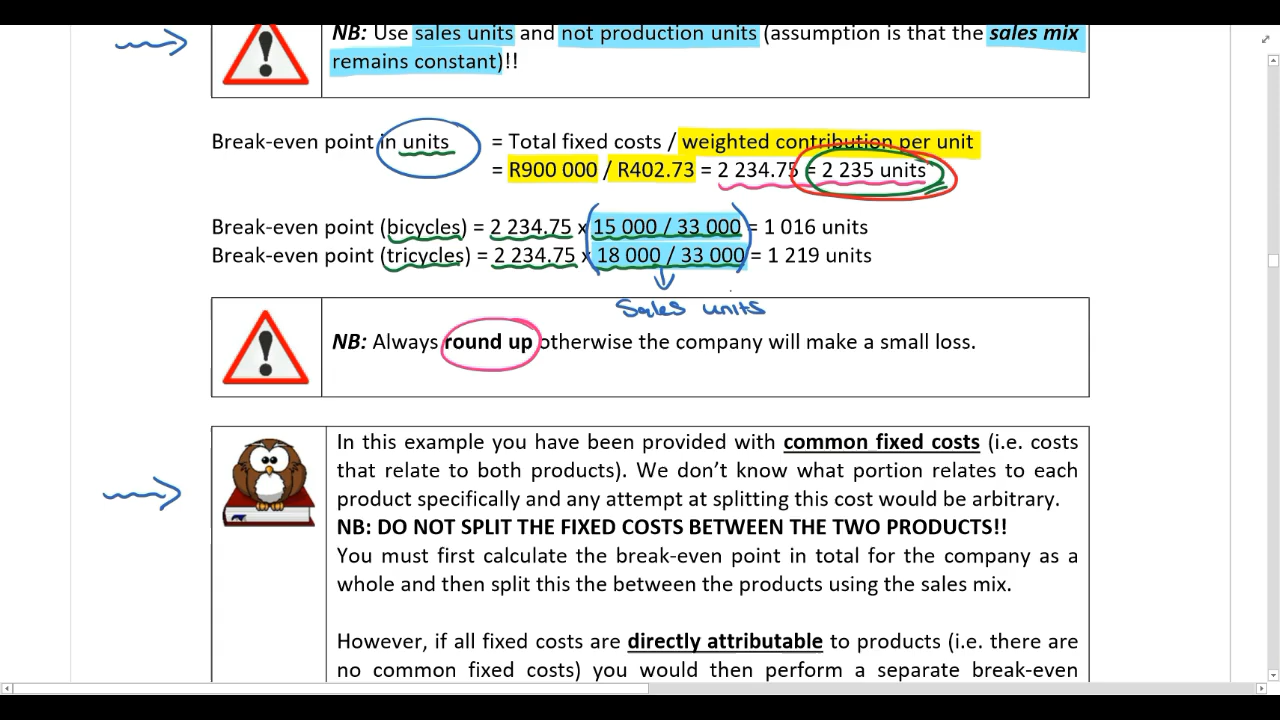 NB: Use sales units and not production units (assumption is that the sales mix
remains constant)!!
Break-even point in units = Total fixed costs / weighted contribution per unit
= R900 000 / R402.73 = 2 234.75 = 2 235 units
Break-even point (bicycles) = 2 234.75 x 15 000 / 33 000 = 1 016 units
Break-even point (tricycles) = 2 234.75 x 18 000 / 33 000 = 1 219 units
Sales units
NB: Always round up otherwise the company will make a small loss.
In this example you have been provided with common fixed costs (i.e. costs
that relate to both products). We don’t know what portion relates to each
product specifically and any attempt at splitting this cost would be arbitrary.
NB: DO NOT SPLIT THE FIXED COSTS BETWEEN THE TWO PRODUCTS!!
You must first calculate the break-even point in total for the company as a
whole and then split this the between the products using the sales mix.
However, if all fixed costs are directly attributable to products (i.e. there are
no common fixed costs) you would then perform a separate break-even